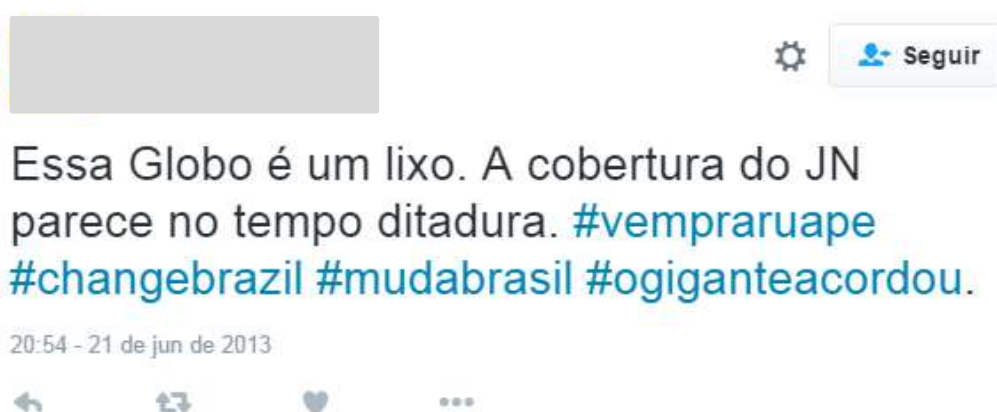 Seguir
Essa Globo é um lixo. A cobertura do JN
parece no tempo ditadura. #vempraruape
#changebrazil #mudabrasil #ogiganteacordou.
20:54 - 21 de jun de 2013